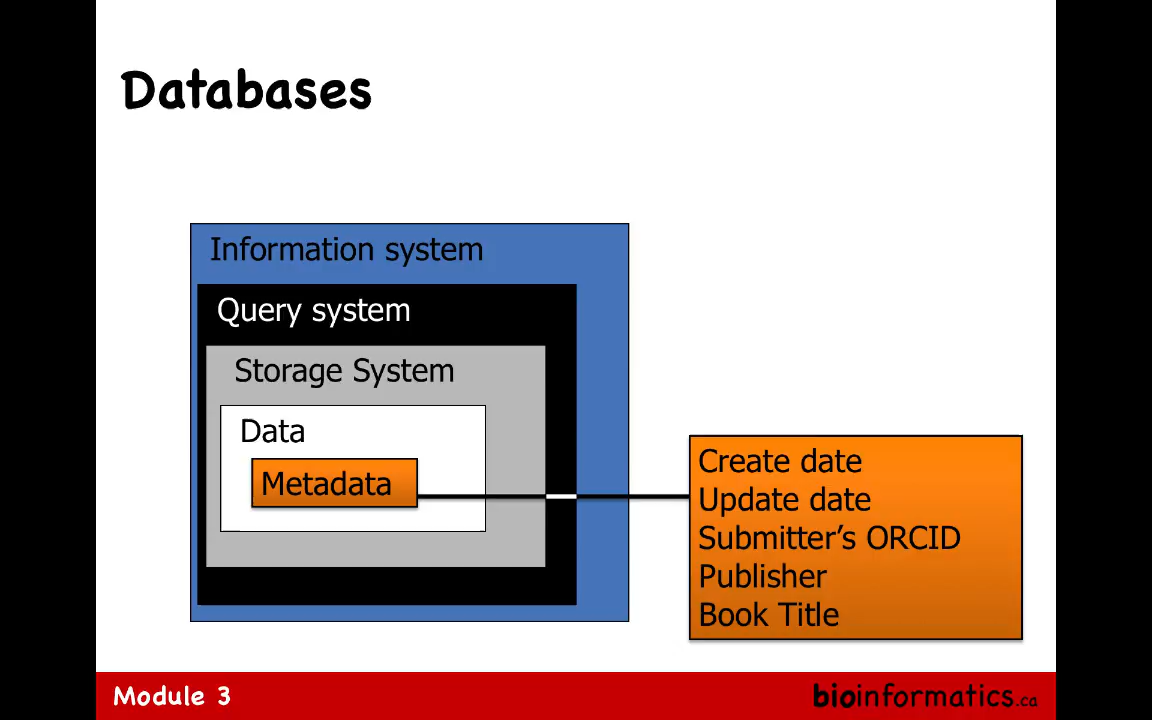 Databases
Information system
Query system
Storage System
Data
Metadata
Create date
Update date
Submitter’s ORCID
Publisher
Book Title
Module 3
bioinformatics.ca